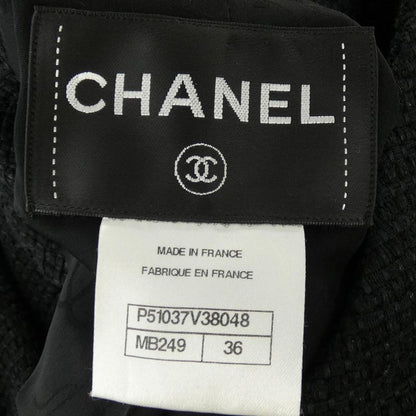 CHANEL
MADE IN FRANCE
FABRIQUE EN FRANCE
P51037V38048
MB249 36